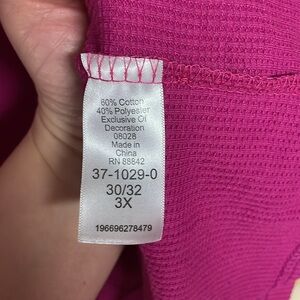 60% Cotton
40% Polyester
Exclusive Of
Decoration
08028
Made in
China
RN 88842
37-1029-0
30/32
3X
196696278479